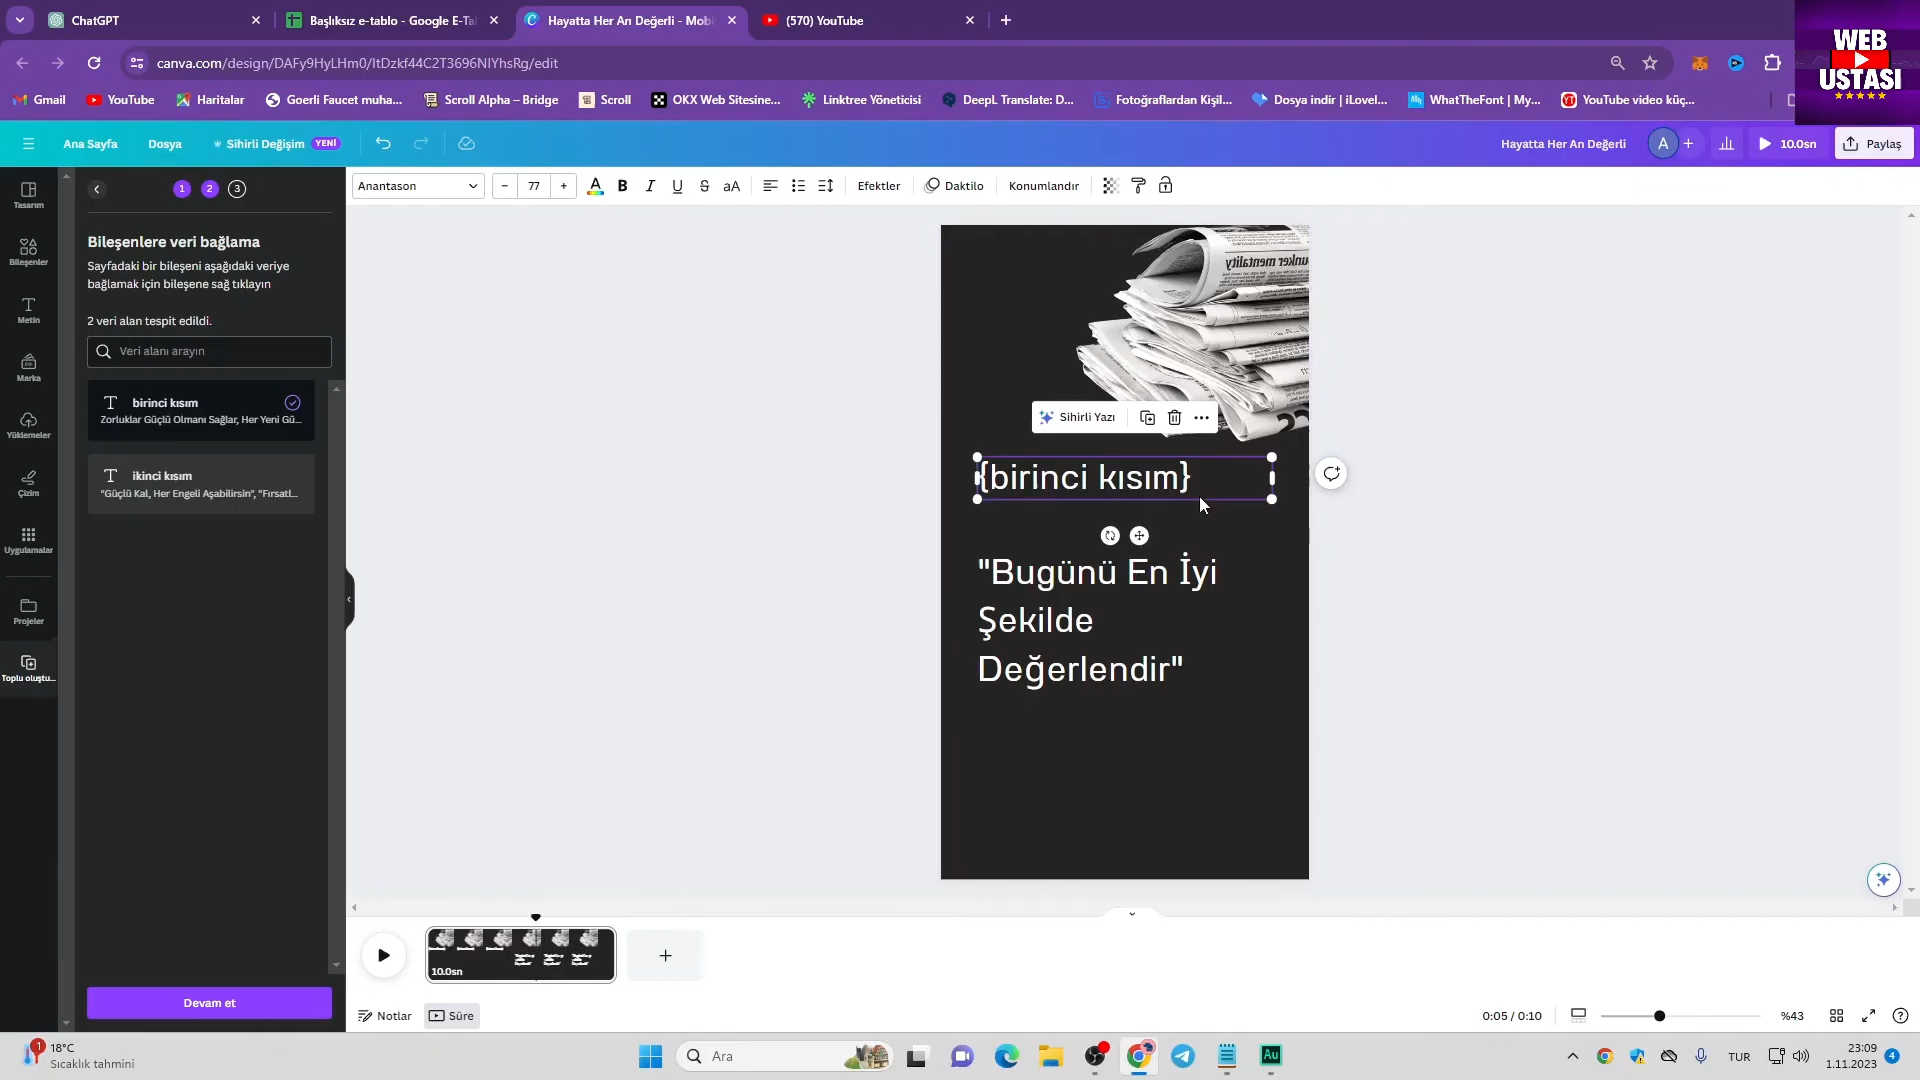 ChatGPT
Başlıksız e-tablo - Google E-Ta
Hayatta Her An Değerli - Mobi
(570) YouTube
canva.com/design/DAFy9HyLHm0/ItDzkf44C2T3696NIYhsRg/edit
WEB
USTASI
Gmail
YouTube
Haritalar
Goerli Faucet muha...
Scroll Alpha – Bridge
Scroll
OKX Web Sitesine...
Linktree Yöneticisi
DeepL Translate: D...
Fotoğraflardan Kişil...
Dosya indir | iLovel...
WhatTheFont | My...
YouTube video küç...
Ana Sayfa
Dosya
Sihirli Değişim YENİ
Hayatta Her An Değerli
A
10.0sn
Paylaş
1 2 3
Anantason
- 77 +
A B I U S aA
Efektler
Daktilo
Konumlandır
Tasarım
Bileşenler
Metin
Marka
Yüklemeler
Çizim
Uygulamalar
Projeler
Toplu oluştu...
Bileşenlere veri bağlama
Sayfadaki bir bileşeni aşağıdaki veriye
bağlamak için bileşene sağ tıklayın
2 veri alan tespit edildi.
Veri alanı arayın
birinci kısım
Zorluklar Güçlü Olmanı Sağlar, Her Yeni Gü...
ikinci kısım
"Güçlü Kal, Her Engeli Aşabilirsin", "Fırsatl...
Devam et
Sihirli Yazı
{birinci kısım}
"Bugünü En İyi
Şekilde
Değerlendir"
10.0sn
Notlar
Süre
0:05 / 0:10
%43
1
18°C
Sıcaklık tahmini
Ara
Au
TUR
23:09
1.11.2023
4